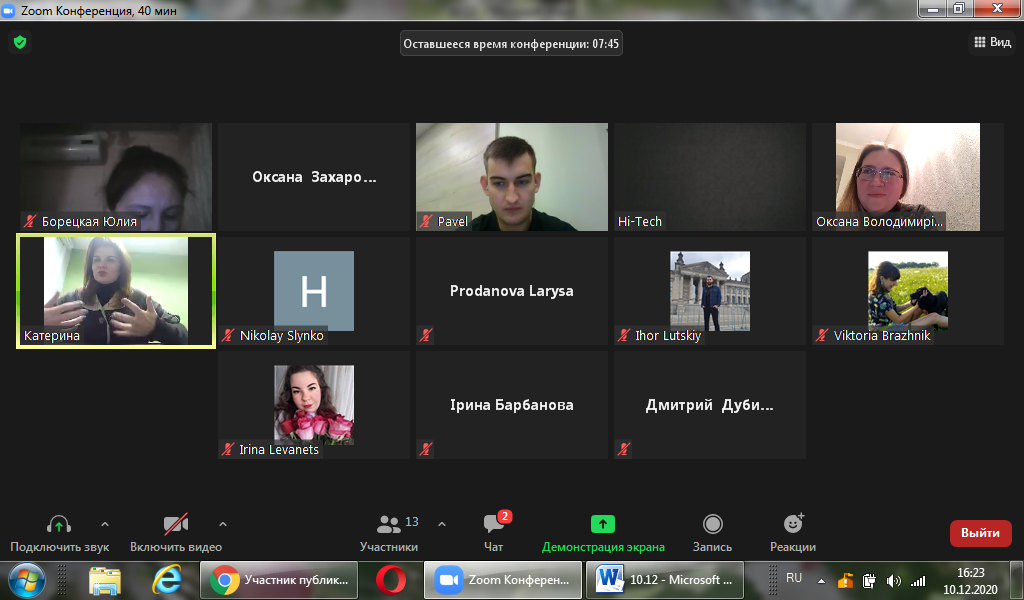 Zoom Конференция, 40 мин
Оставшееся время конференции: 07:45
Вид
Борецкая Юлия
Оксана Захаро...
Pavel
Hi-Tech
Оксана Володимирі...
Катерина
H
Nikolay Slynko
Prodanova Larysa
Ihor Lutskiy
Viktoria Brazhnik
Irina Levanets
Ірина Барбанова
Дмитрий Дуби...
Подключить звук
Включить видео
13
Участники
2
Чат
Демонстрация экрана
Запись
Реакции
Выйти
Участник публик...
Zoom Конферен...
10.12 - Microsoft ...
RU
16:23
10.12.2020